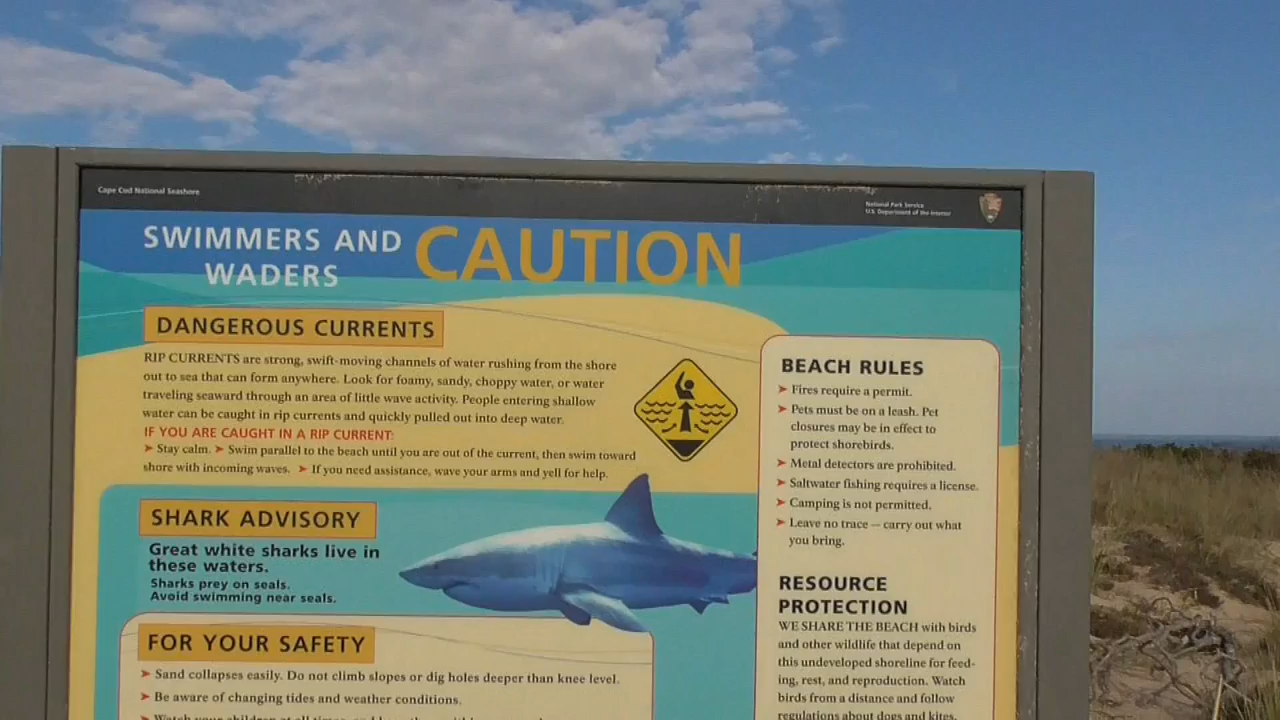 Cape Cod National Seashore
National Park Service
U.S. Department of the Interior
SWIMMERS AND
WADERS
CAUTION
DANGEROUS CURRENTS
RIP CURRENTS are strong, swift-moving channels of water rushing from the shore
out to sea that can form anywhere. Look for foamy, sandy, choppy water, or water
traveling seaward through an area of little wave activity. People entering shallow
water can be caught in rip currents and quickly pulled out into deep water.
IF YOU ARE CAUGHT IN A RIP CURRENT:
➤ Stay calm. ➤ Swim parallel to the beach until you are out of the current, then swim toward
shore with incoming waves. ➤ If you need assistance, wave your arms and yell for help.
SHARK ADVISORY
Great white sharks live in
these waters.
Sharks prey on seals.
Avoid swimming near seals.
FOR YOUR SAFETY
➤ Sand collapses easily. Do not climb slopes or dig holes deeper than knee level.
➤ Be aware of changing tides and weather conditions.
➤ Watch your children at all times
BEACH RULES
➤ Fires require a permit.
➤ Pets must be on a leash. Pet
closures may be in effect to
protect shorebirds.
➤ Metal detectors are prohibited.
➤ Saltwater fishing requires a license.
➤ Camping is not permitted.
➤ Leave no trace — carry out what
you bring.
RESOURCE
PROTECTION
WE SHARE THE BEACH with birds
and other wildlife that depend on
this undeveloped shoreline for feed-
ing, rest, and reproduction. Watch
birds from a distance and follow
regulations about dogs and kites.